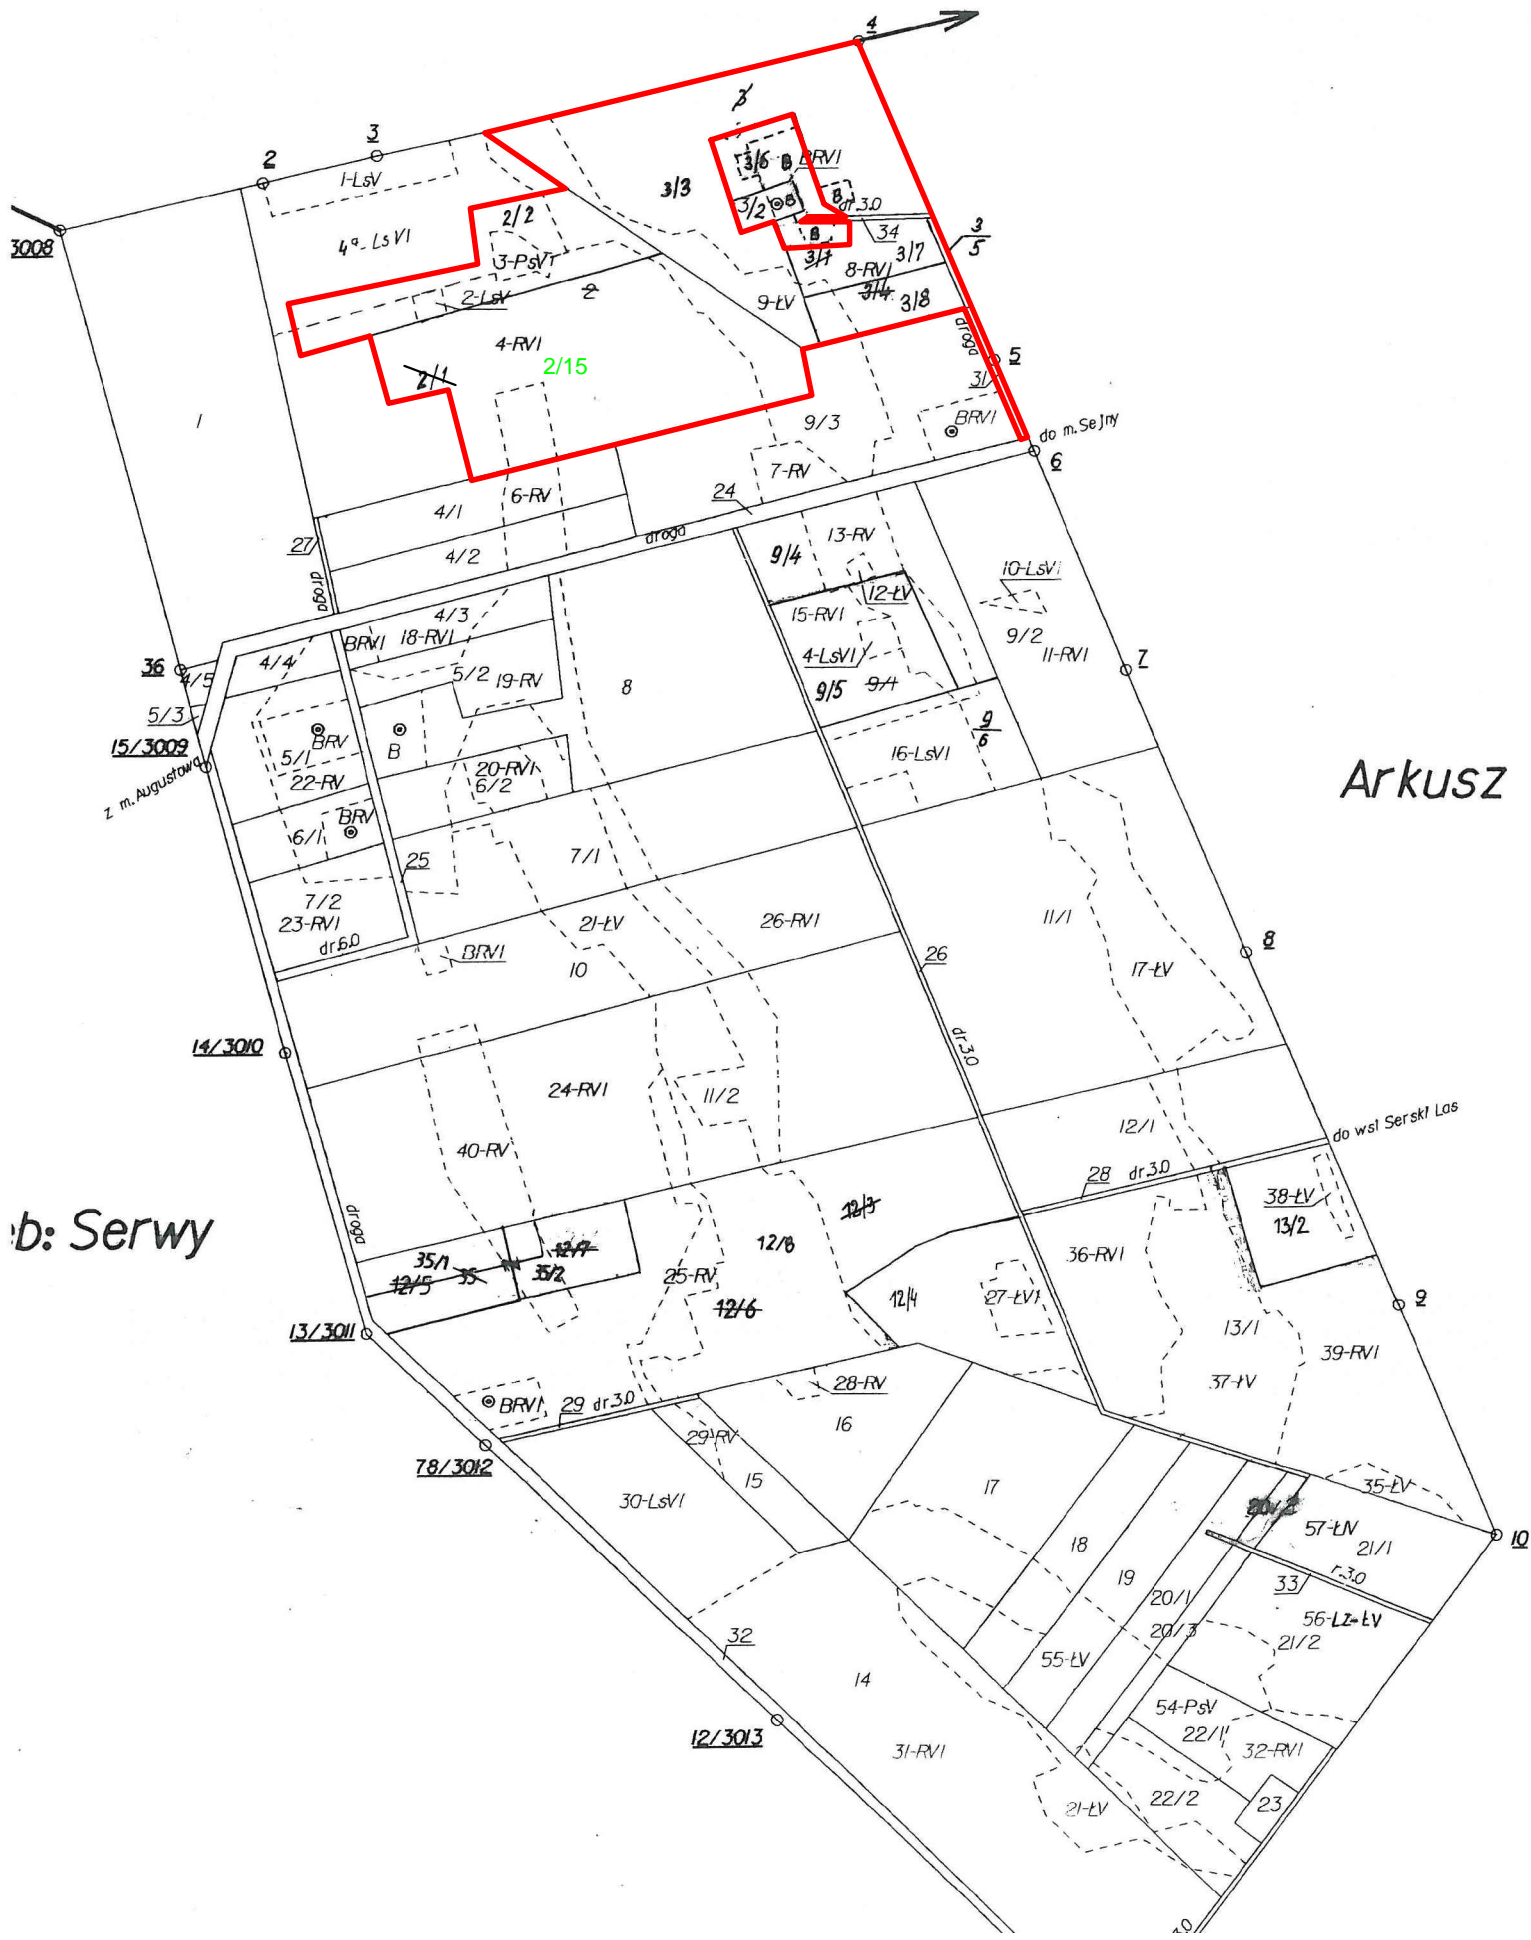 4
3
3
2
1-LsV
3/6
B
BRVI
3/3
3/2
B
B
dr.3.0
2/2
4ª-LsVI
3008
B
34
3
5
3/1
3/7
8-RVI
3-PsVI
2-LsV
2
9-ŁV
3/4
3/8
4-RVI
droga
5
2/15
2/1
31
1
9/3
BRVI
do m.Sejny
6
7-RV
24
6-RV
4/1
droga
13-RV
27
4/2
9/4
10-LsVI
droga
12-ŁV
4/3
15-RVI
BRVI
18-RVI
9/2
4/4
4-LsVI
11-RVI
36
7
4/5
5/2
19-RV
8
9/5
9/1
5/3
9
6
15/3009
BRV
B
5/1
16-LsVI
z m. Augustowa
22-RV
20-RVI
6/2
Arkusz
BRV
6/1
25
7/1
7/2
23-RVI
21-ŁV
26-RVI
11/1
dr.6.0
BRVI
26
8
10
17-ŁV
14/3010
dr.3.0
24-RVI
11/2
do wsi Serski Las
12/1
40-RV
28
dr.3.0
38-ŁV
droga
12/3
13/2
eb: Serwy
12/8
36-RVI
35/1
12/7
12/5
35
35/2
25-RV
12/4
27-ŁVI
12/6
9
13/3011
13/1
39-RVI
28-RV
37-ŁV
BRVI
29
dr.3.0
16
29-RV
78/3012
15
17
35-ŁV
30-LsVI
20/2
57-ŁIV
10
18
21/1
19
r.3.0
33
20/1
56-Lz-ŁV
32
20/3
21/2
55-ŁV
14
54-PsV
12/3013
22/1
32-RVI
31-RVI
22/2
23
21-ŁV
3.0